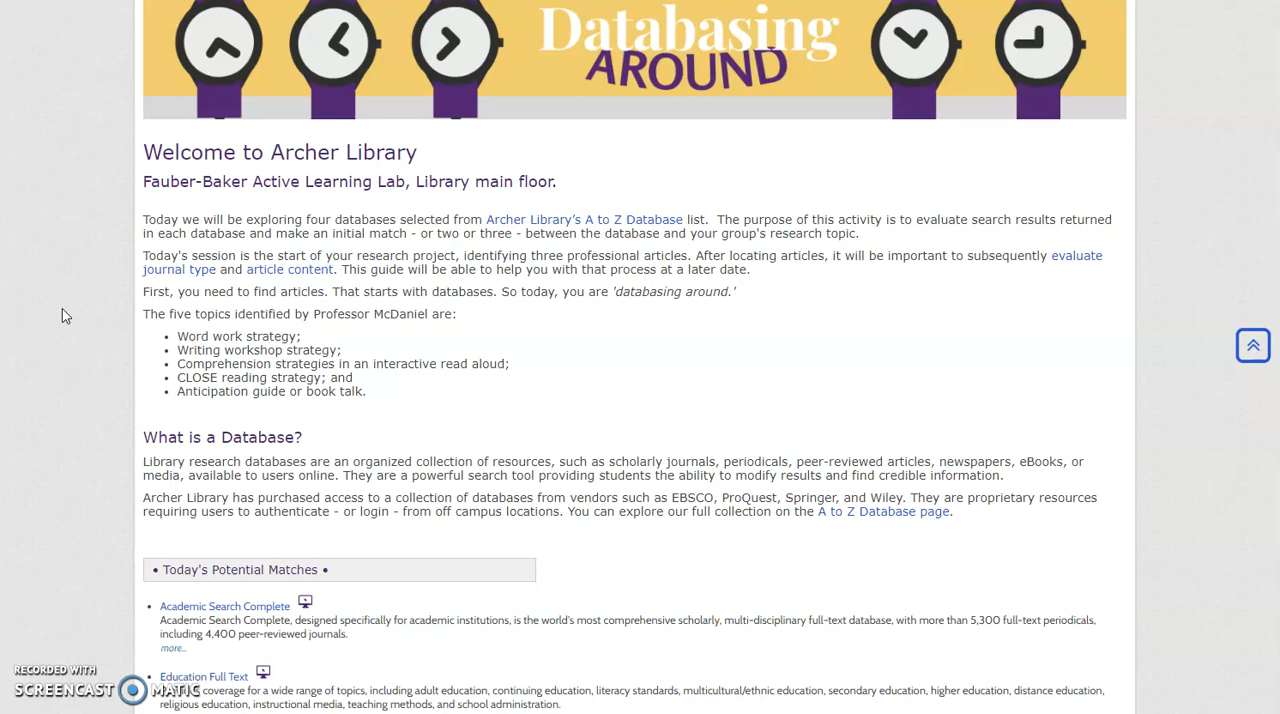 Databasing
AROUND
Welcome to Archer Library
Fauber-Baker Active Learning Lab, Library main floor.
Today we will be exploring four databases selected from Archer Library's A to Z Database list. The purpose of this activity is to evaluate search results returned
in each database and make an initial match - or two or three - between the database and your group's research topic.
Today's session is the start of your research project, identifying three professional articles. After locating articles, it will be important to subsequently evaluate
journal type and article content. This guide will be able to help you with that process at a later date.
First, you need to find articles. That starts with databases. So today, you are 'databasing around.'
The five topics identified by Professor McDaniel are:
• Word work strategy;
• Writing workshop strategy;
• Comprehension strategies in an interactive read aloud;
• CLOSE reading strategy; and
• Anticipation guide or book talk.
What is a Database?
Library research databases are an organized collection of resources, such as scholarly journals, periodicals, peer-reviewed articles, newspapers, eBooks, or
media, available to users online. They are a powerful search tool providing students the ability to modify results and find credible information.
Archer Library has purchased access to a collection of databases from vendors such as EBSCO, ProQuest, Springer, and Wiley. They are proprietary resources
requiring users to authenticate - or login - from off campus locations. You can explore our full collection on the A to Z Database page.
• Today's Potential Matches •
• Academic Search Complete
Academic Search Complete, designed specifically for academic institutions, is the world's most comprehensive scholarly, multi-disciplinary full-text database, with more than 5,300 full-text periodicals,
including 4,400 peer-reviewed journals.
more...
• Education Full Text
coverage for a wide range of topics, including adult education, continuing education, literacy standards, multicultural/ethnic education, secondary education, higher education, distance education,
religious education, instructional media, teaching methods, and school administration.
RECORDED WITH
SCREENCAST MATIC